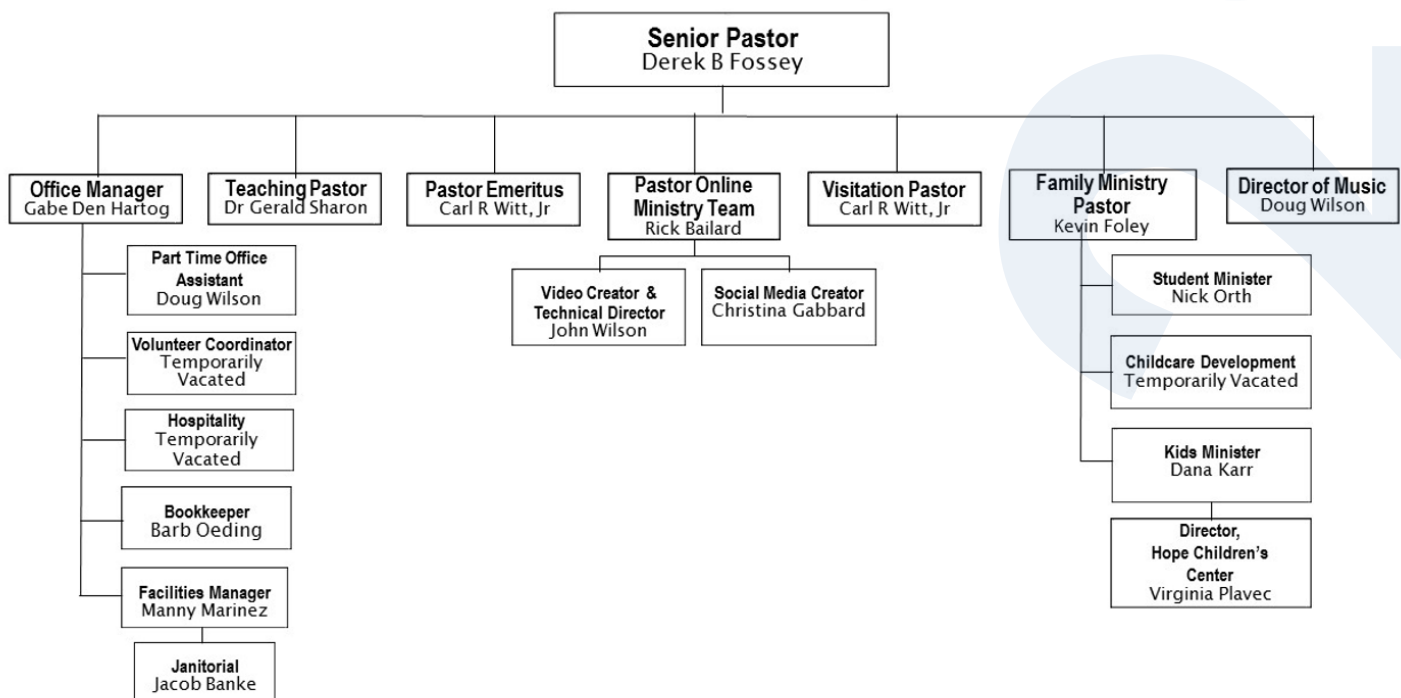 Senior Pastor
Derek B Fossey
Office Manager
Gabe Den Hartog
Teaching Pastor
Dr Gerald Sharon
Pastor Emeritus
Carl R Witt, Jr
Pastor Online
Ministry Team
Rick Bailard
Visitation Pastor
Carl R Witt, Jr
Family Ministry
Pastor
Kevin Foley
Director of Music
Doug Wilson
Part Time Office
Assistant
Doug Wilson
Volunteer Coordinator
Temporarily
Vacated
Hospitality
Temporarily
Vacated
Bookkeeper
Barb Oeding
Facilities Manager
Manny Marinez
Janitorial
Jacob Banke
Video Creator &
Technical Director
John Wilson
Social Media Creator
Christina Gabbard
Student Minister
Nick Orth
Childcare Development
Temporarily Vacated
Kids Minister
Dana Karr
Director,
Hope Children's
Center
Virginia Plavec